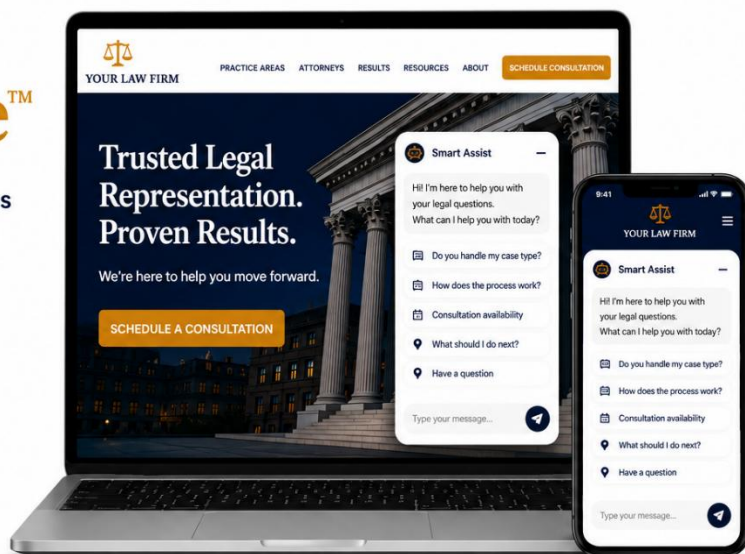 YOUR LAW FIRM
PRACTICE AREAS
ATTORNEYS
RESULTS
RESOURCES
ABOUT
SCHEDULE CONSULTATION
TM
Trusted Legal
Representation.
Proven Results.
We're here to help you move forward.
SCHEDULE A CONSULTATION
Smart Assist
Hi! I'm here to help you with
your legal questions.
What can I help you with today?
Do you handle my case type?
How does the process work?
Consultation availability
What should I do next?
Have a question
Type your message...
9:41
YOUR LAW FIRM
Smart Assist
Hi! I'm here to help you with
your legal questions.
What can I help you with today?
Do you handle my case type?
How does the process work?
Consultation availability
What should I do next?
Have a question
Type your message...